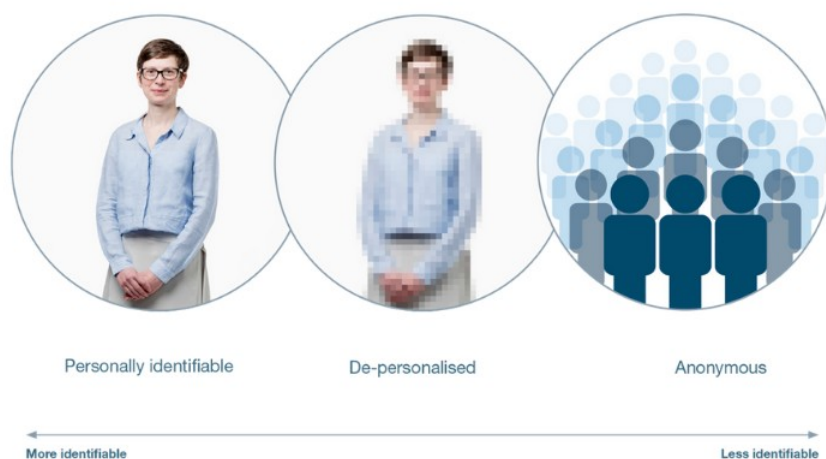 Personally identifiable
De-personalised
Anonymous
More identifiable
Less identifiable